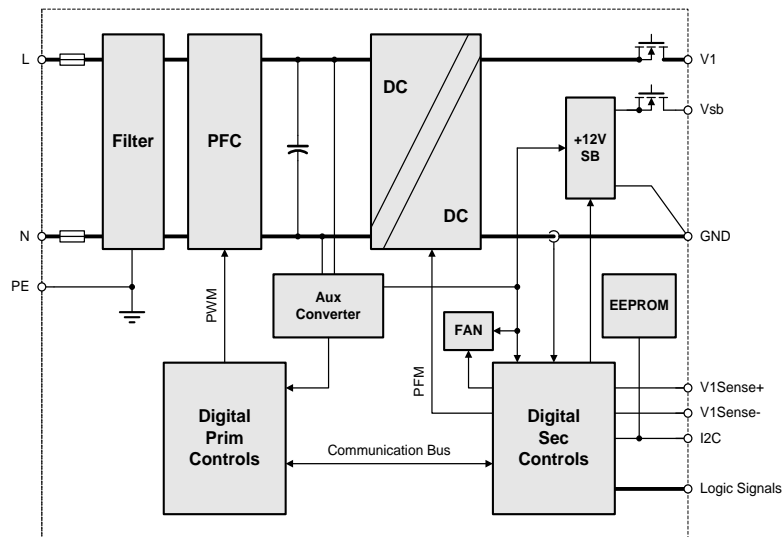 L
V1
DC
Vsb
Filter
PFC
+12V
SB
DC
N
GND
PE
PWM
Aux
Converter
EEPROM
FAN
PFM
V1Sense+
V1Sense-
I2C
Digital
Prim
Controls
Communication Bus
Digital
Sec
Controls
Logic Signals